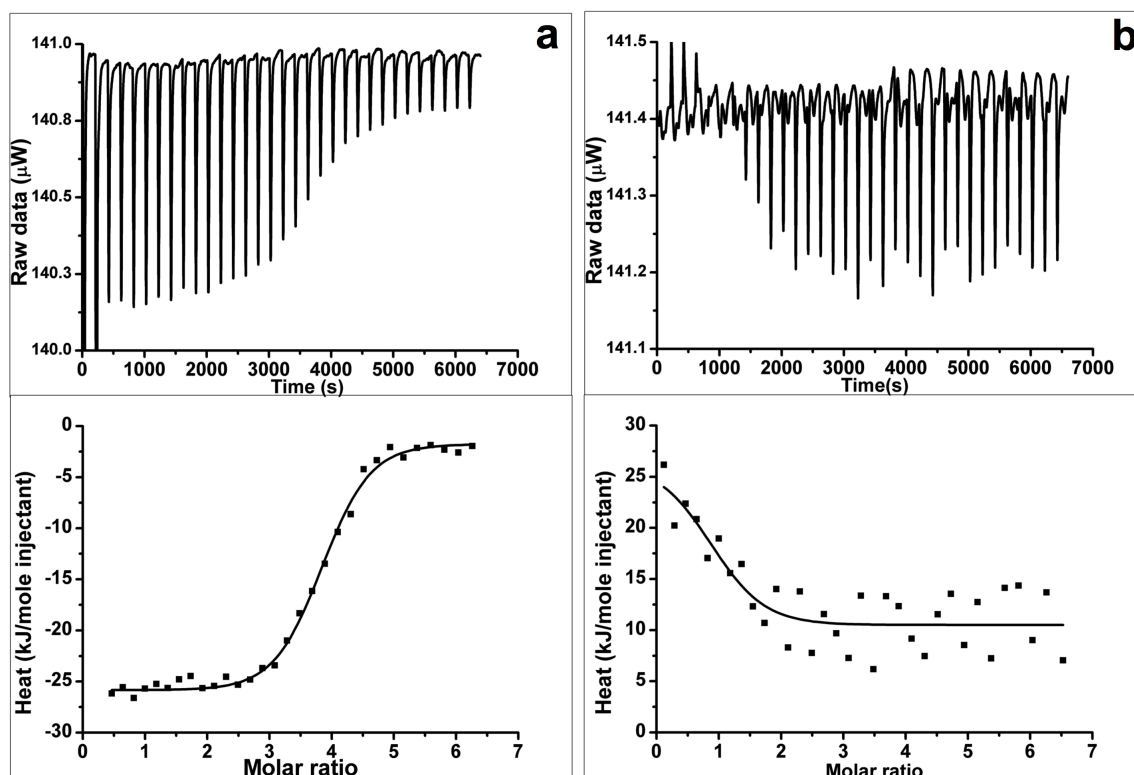 a
141.0
140.8
140.5
140.3
140.0
Raw data (μW)
0 1000 2000 3000 4000 5000 6000 7000
Time (s)
b
141.5
141.4
141.3
141.2
141.1
Raw data (μW)
0 1000 2000 3000 4000 5000 6000 7000
Time(s)
0
-5
-10
-15
-20
-25
-30
Heat (kJ/mole injectant)
0 1 2 3 4 5 6 7
Molar ratio
30
25
20
15
10
5
0
Heat (kJ/mole injectant)
0 1 2 3 4 5 6 7
Molar ratio